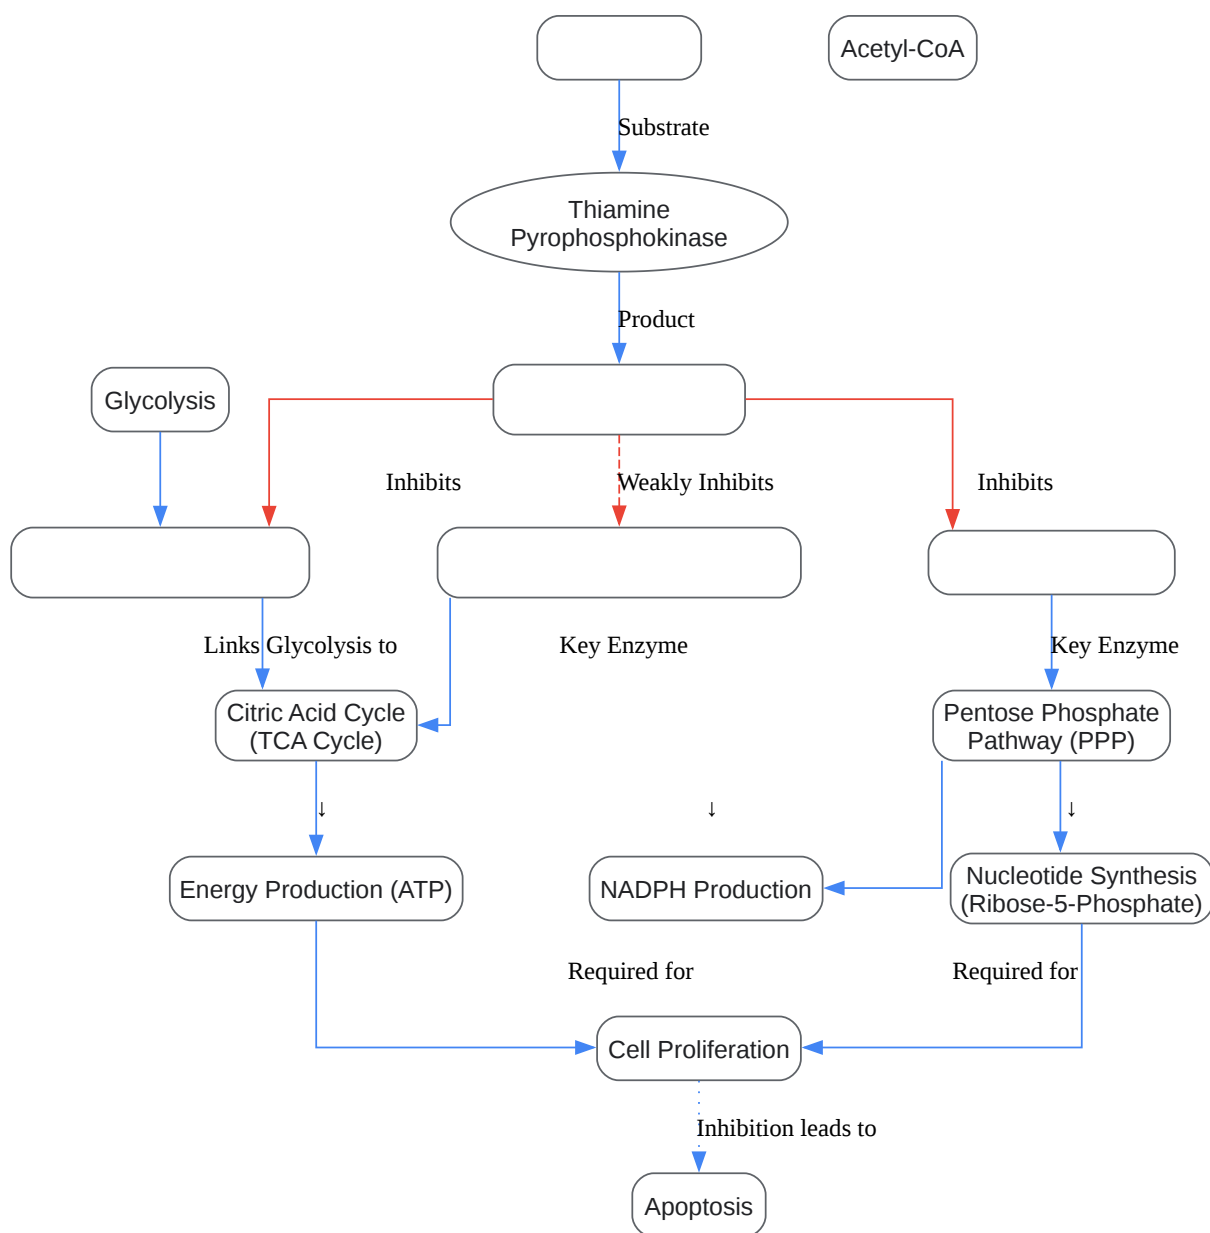 Acetyl-CoA
Substrate
Thiamine
Pyrophosphokinase
Product
Glycolysis
Inhibits
Weakly Inhibits
Inhibits
Links Glycolysis to
Key Enzyme
Key Enzyme
Citric Acid Cycle
(TCA Cycle)
Pentose Phosphate
Pathway (PPP)
↓
↓
↓
Energy Production (ATP)
NADPH Production
Nucleotide Synthesis
(Ribose-5-Phosphate)
Required for
Required for
Cell Proliferation
Inhibition leads to
Apoptosis